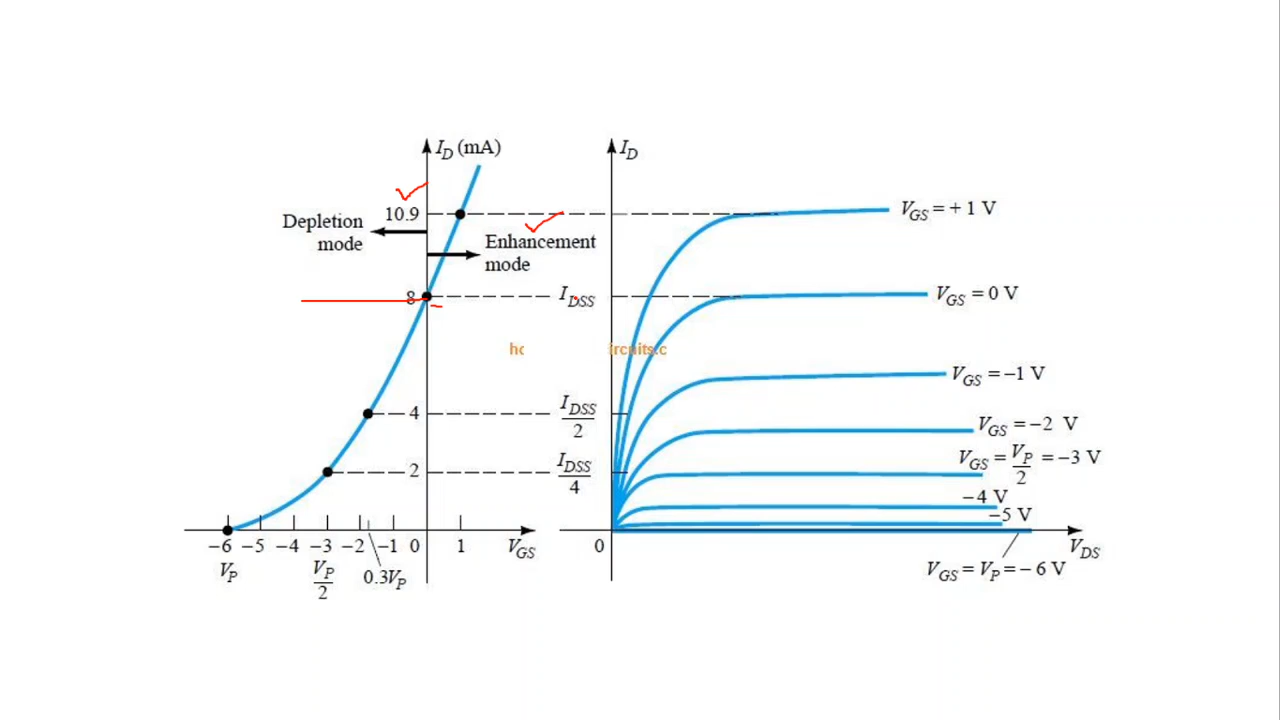 I_D (mA)
I_D
10.9
Depletion
mode
Enhancement
mode
V_GS = + 1 V
8
I_DSS
V_GS = 0 V
hc
ircuits.c
V_GS = −1 V
4
I_DSS
2
V_GS = −2 V
2
I_DSS
4
V_GS = V_P
2
= −3 V
−4 V
−5 V
−6 −5 −4 −3 −2 −1 0 1 V_GS
0
V_DS
V_P
V_P
2
0.3V_P
V_GS = V_P = − 6 V